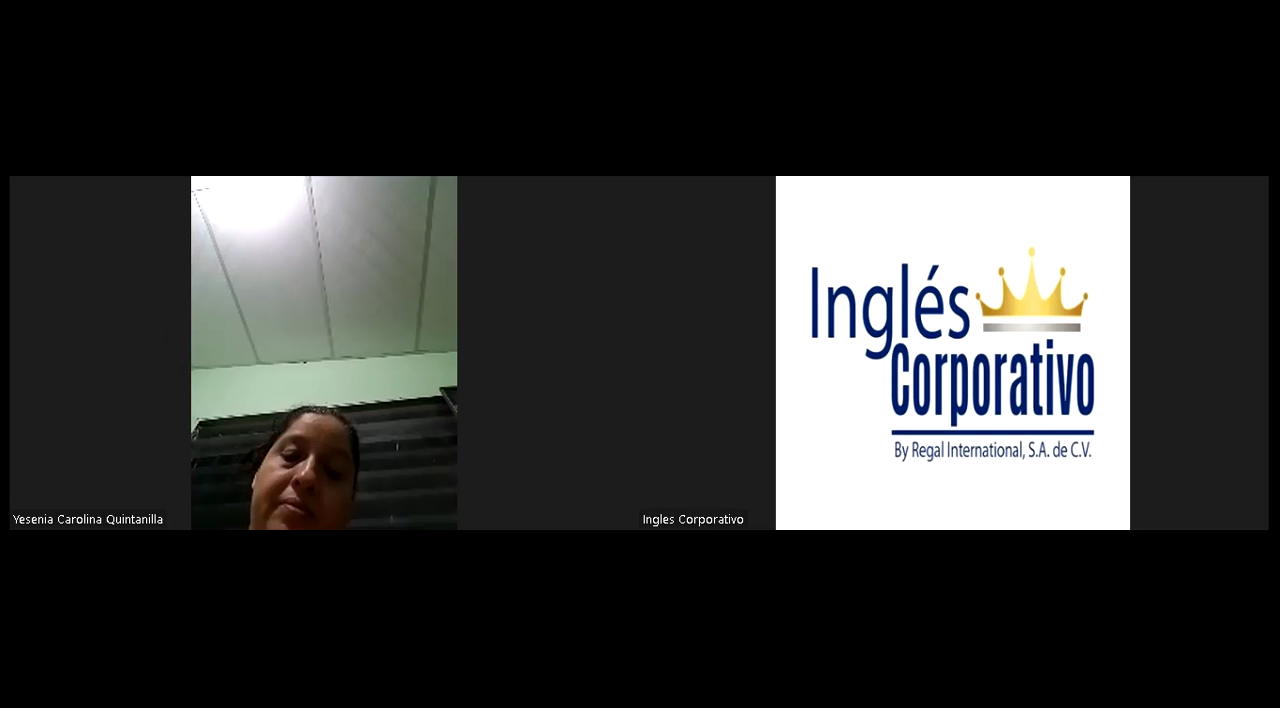 Inglés
Corporativo
By Regal International, S.A. de C.V.
Yesenia Carolina Quintanilla
Ingles Corporativo